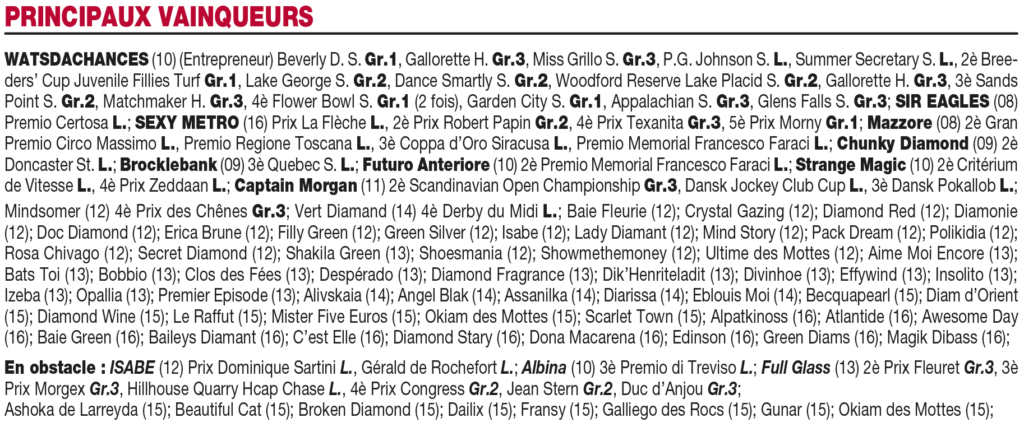 PRINCIPAUX VAINQUEURS
WATSDACHANCES (10) (Entrepreneur) Beverly D. S. Gr.1, Gallorette H. Gr.3, Miss Grillo S. Gr.3, P.G. Johnson S. L., Summer Secretary S. L., 2è Bree-
ders' Cup Juvenile Fillies Turf Gr.1, Lake George S. Gr.2, Dance Smartly S. Gr.2, Woodford Reserve Lake Placid S. Gr.2, Gallorette H. Gr.3, 3è Sands
Point S. Gr.2, Matchmaker H. Gr.3, 4è Flower Bowl S. Gr.1 (2 fois), Garden City S. Gr.1, Appalachian S. Gr.3, Glens Falls S. Gr.3; SIR EAGLES (08)
Premio Certosa L.; SEXY METRO (16) Prix La Flèche L., 2è Prix Robert Papin Gr.2, 4è Prix Texanita Gr.3, 5è Prix Morny Gr.1; Mazzore (08) 2è Gran
Premio Circo Massimo L., Premio Regione Toscana L., 3è Coppa d'Oro Siracusa L., Premio Memorial Francesco Faraci L.; Chunky Diamond (09) 2è
Doncaster St. L.; Brocklebank (09) 3è Quebec S. L.; Futuro Anteriore (10) 2è Premio Memorial Francesco Faraci L.; Strange Magic (10) 2è Critérium
de Vitesse L., 4è Prix Zeddaan L.; Captain Morgan (11) 2è Scandinavian Open Championship Gr.3, Dansk Jockey Club Cup L., 3è Dansk Pokallob L.;
Mindsomer (12) 4è Prix des Chênes Gr.3; Vert Diamand (14) 4è Derby du Midi L.; Baie Fleurie (12); Crystal Gazing (12); Diamond Red (12); Diamonie
(12); Doc Diamond (12); Erica Brune (12); Filly Green (12); Green Silver (12); Isabe (12); Lady Diamant (12); Mind Story (12); Pack Dream (12); Polikidia (12);
Rosa Chivago (12); Secret Diamond (12); Shakila Green (13); Shoesmania (12); Showmethemoney (12); Ultime des Mottes (12); Aime Moi Encore (13);
Bats Toi (13); Bobbio (13); Clos des Fées (13); Despérado (13); Diamond Fragrance (13); Dik'Henriteladit (13); Divinhoe (13); Effywind (13); Insolito (13);
Izeba (13); Opallia (13); Premier Episode (13); Alivskaia (14); Angel Blak (14); Assanilka (14); Diarissa (14); Eblouis Moi (14); Becquapearl (15); Diam d'Orient
(15); Diamond Wine (15); Le Raffut (15); Mister Five Euros (15); Okiam des Mottes (15); Scarlet Town (15); Alpatkinoss (16); Atlantide (16); Awesome Day
(16); Baie Green (16); Baileys Diamant (16); C'est Elle (16); Diamond Stary (16); Dona Macarena (16); Edinson (16); Green Diams (16); Magik Dibass (16);
En obstacle : ISABE (12) Prix Dominique Sartini L., Gérald de Rochefort L.; Albina (10) 3è Premio di Treviso L.; Full Glass (13) 2è Prix Fleuret Gr.3, 3è
Prix Morgex Gr.3, Hillhouse Quarry Hcap Chase L., 4è Prix Congress Gr.2, Jean Stern Gr.2, Duc d'Anjou Gr.3;
Ashoka de Larreyda (15); Beautiful Cat (15); Broken Diamond (15); Dailix (15); Fransy (15); Galliego des Rocs (15); Gunar (15); Okiam des Mottes (15);